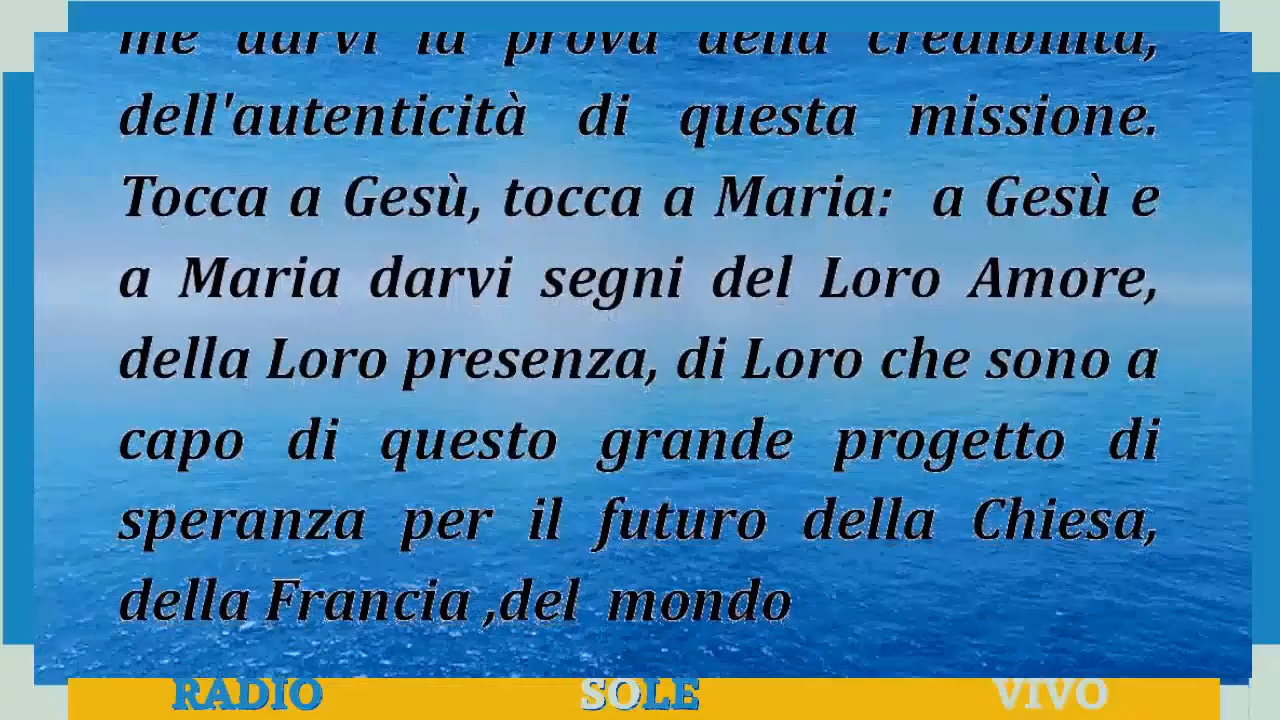 me darvi la prova della credibilità,
dell'autenticità di questa missione.
Tocca a Gesù, tocca a Maria:  a Gesù e
a Maria darvi segni del Loro Amore,
della Loro presenza, di Loro che sono a
capo di questo grande progetto di
speranza per il futuro della Chiesa,
della Francia ,del  mondo
RADIO SOLE VIVO